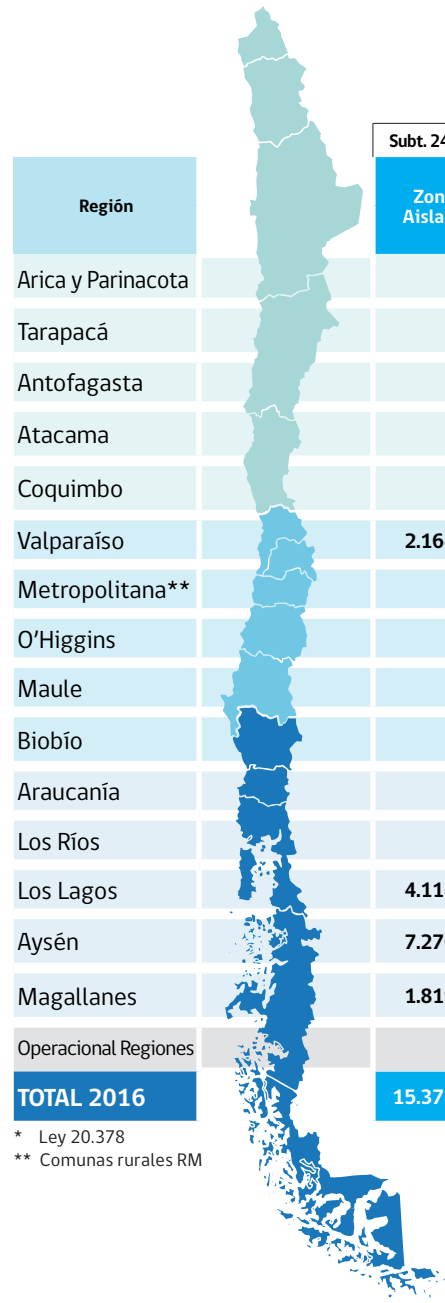 Subt. 24
Región
Zon
Aisla
Arica y Parinacota
Tarapacá
Antofagasta
Atacama
Coquimbo
Valparaíso 2.16
Metropolitana**
O'Higgins
Maule
Biobío
Araucanía
Los Ríos
Los Lagos 4.11
Aysén 7.27
Magallanes 1.81
Operacional Regiones
TOTAL 2016 15.37
* Ley 20.378
** Comunas rurales RM